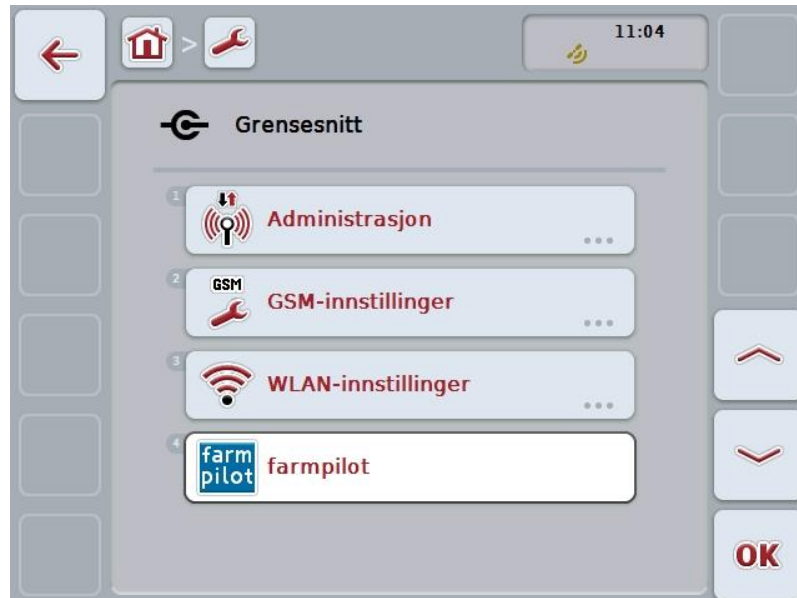 11:04
>
Grensesnitt
1
Administrasjon
...
2
GSM
GSM-innstillinger
...
3
WLAN-innstillinger
...
4
farm
pilot
farmpilot
OK